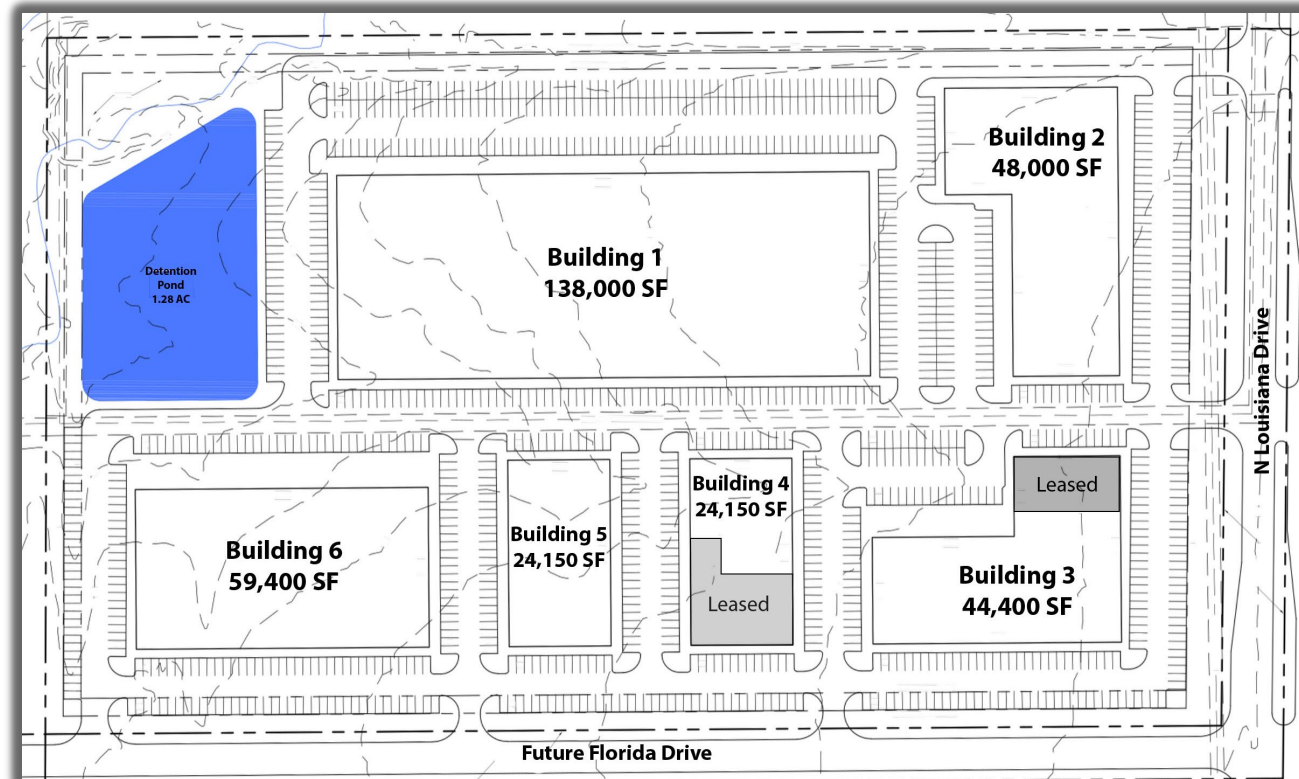 Building 2
48,000 SF
Building 1
138,000 SF
Detention
Pond
1.28 AC
N Louisiana Drive
Building 4
24,150 SF
Leased
Building 5
24,150 SF
Building 6
59,400 SF
Building 3
44,400 SF
Leased
Future Florida Drive